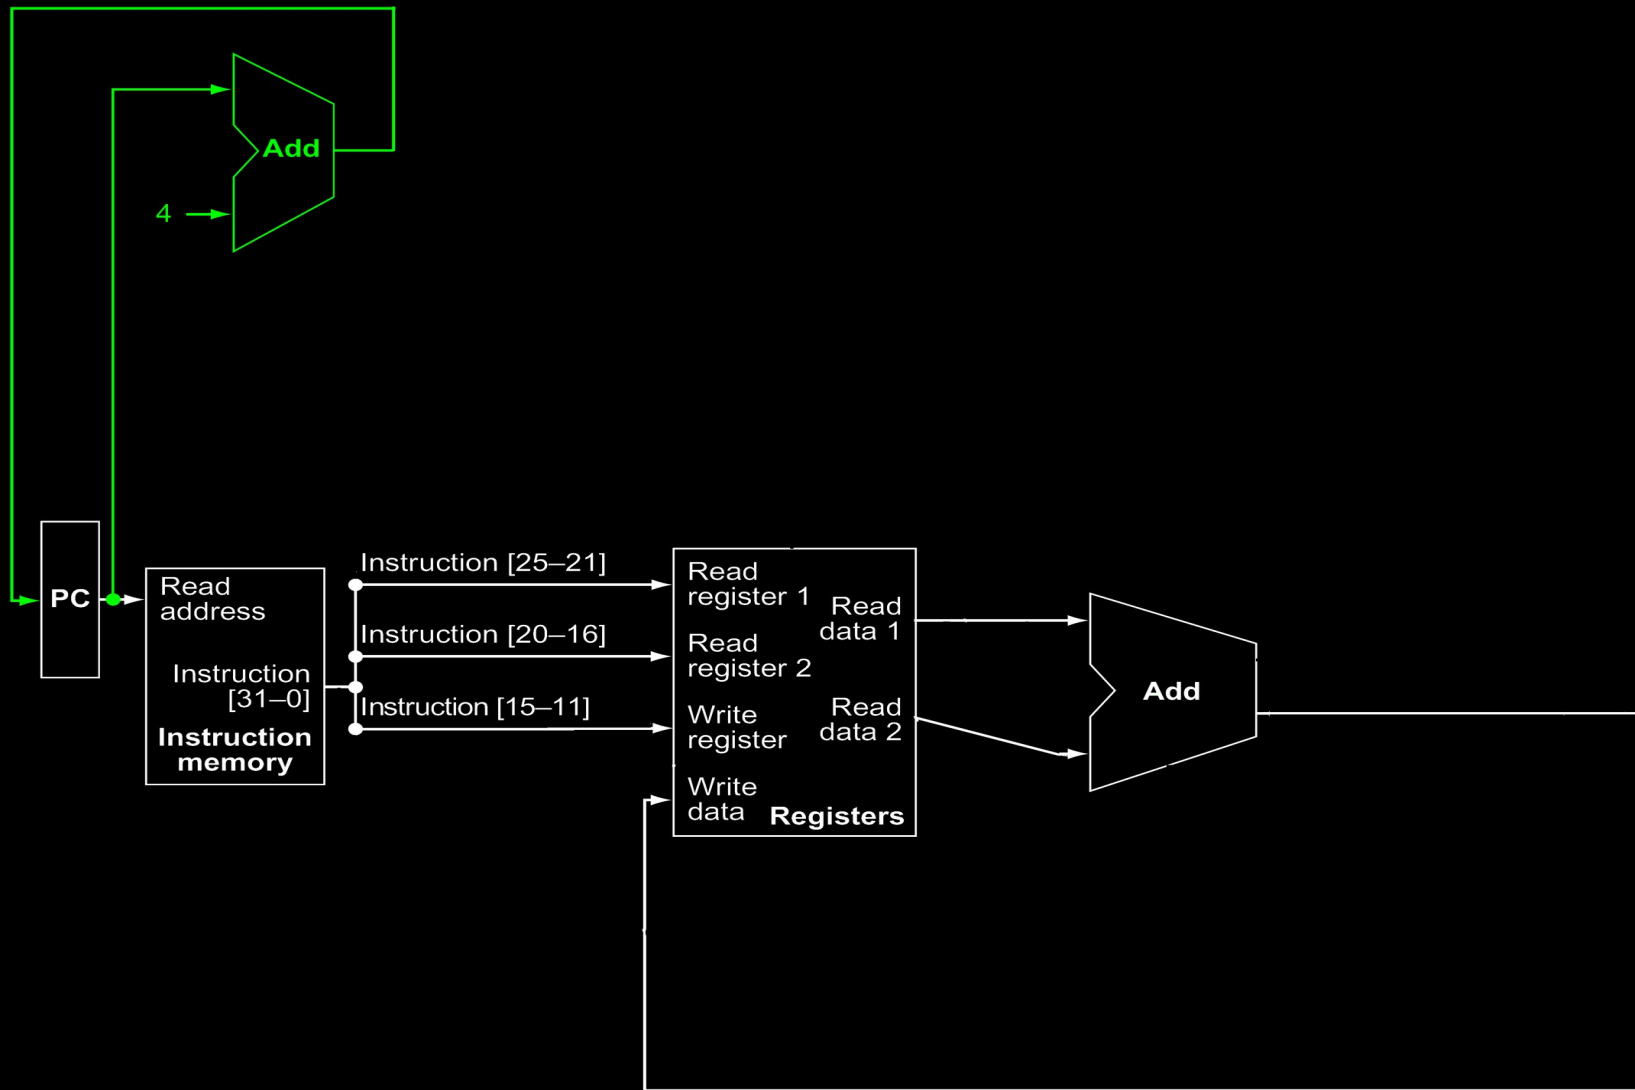 Add
4
PC
Read
address
Instruction
[31–0]
Instruction
memory
Instruction [25–21]
Instruction [20–16]
Instruction [15–11]
Read
register 1
Read
register 2
Write
register
Write
data
Read
data 1
Read
data 2
Registers
Add